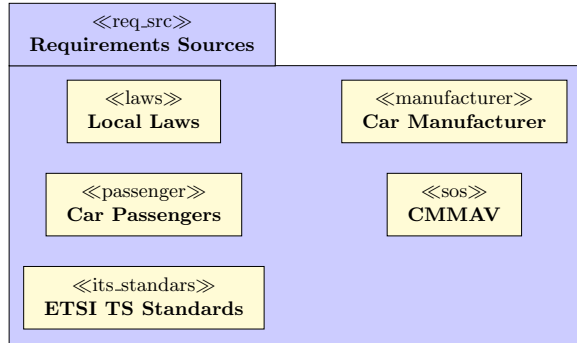 ≪req_src≫
Requirements Sources
≪laws≫
Local Laws
≪manufacturer≫
Car Manufacturer
≪passenger≫
Car Passengers
≪sos≫
CMMAV
≪its_standars≫
ETSI TS Standards